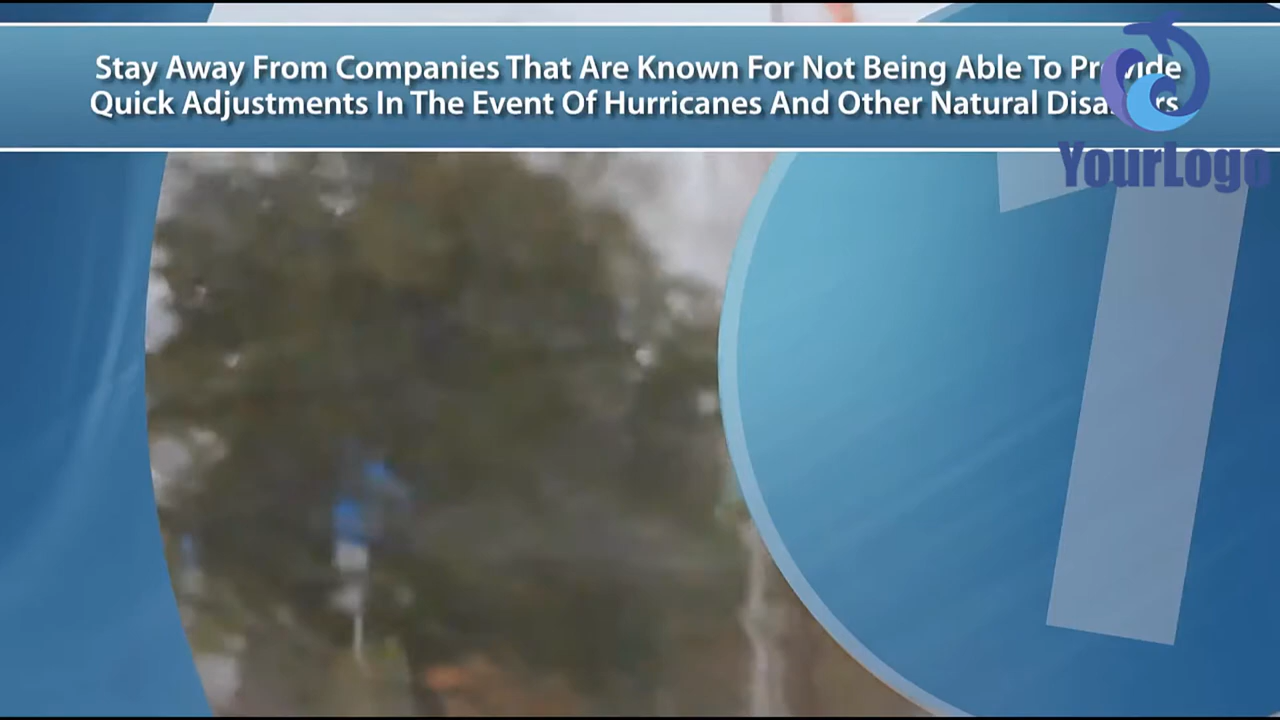 Stay Away From Companies That Are Known For Not Being Able To Provide
Quick Adjustments In The Event Of Hurricanes And Other Natural Disasters
YourLogo
1